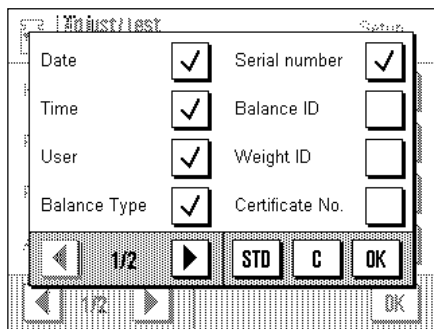 Adjust/Test Setup
Date Serial number
Time Balance ID
User Weight ID
Balance Type Certificate No.
1/2 STD C OK
1/2 OK